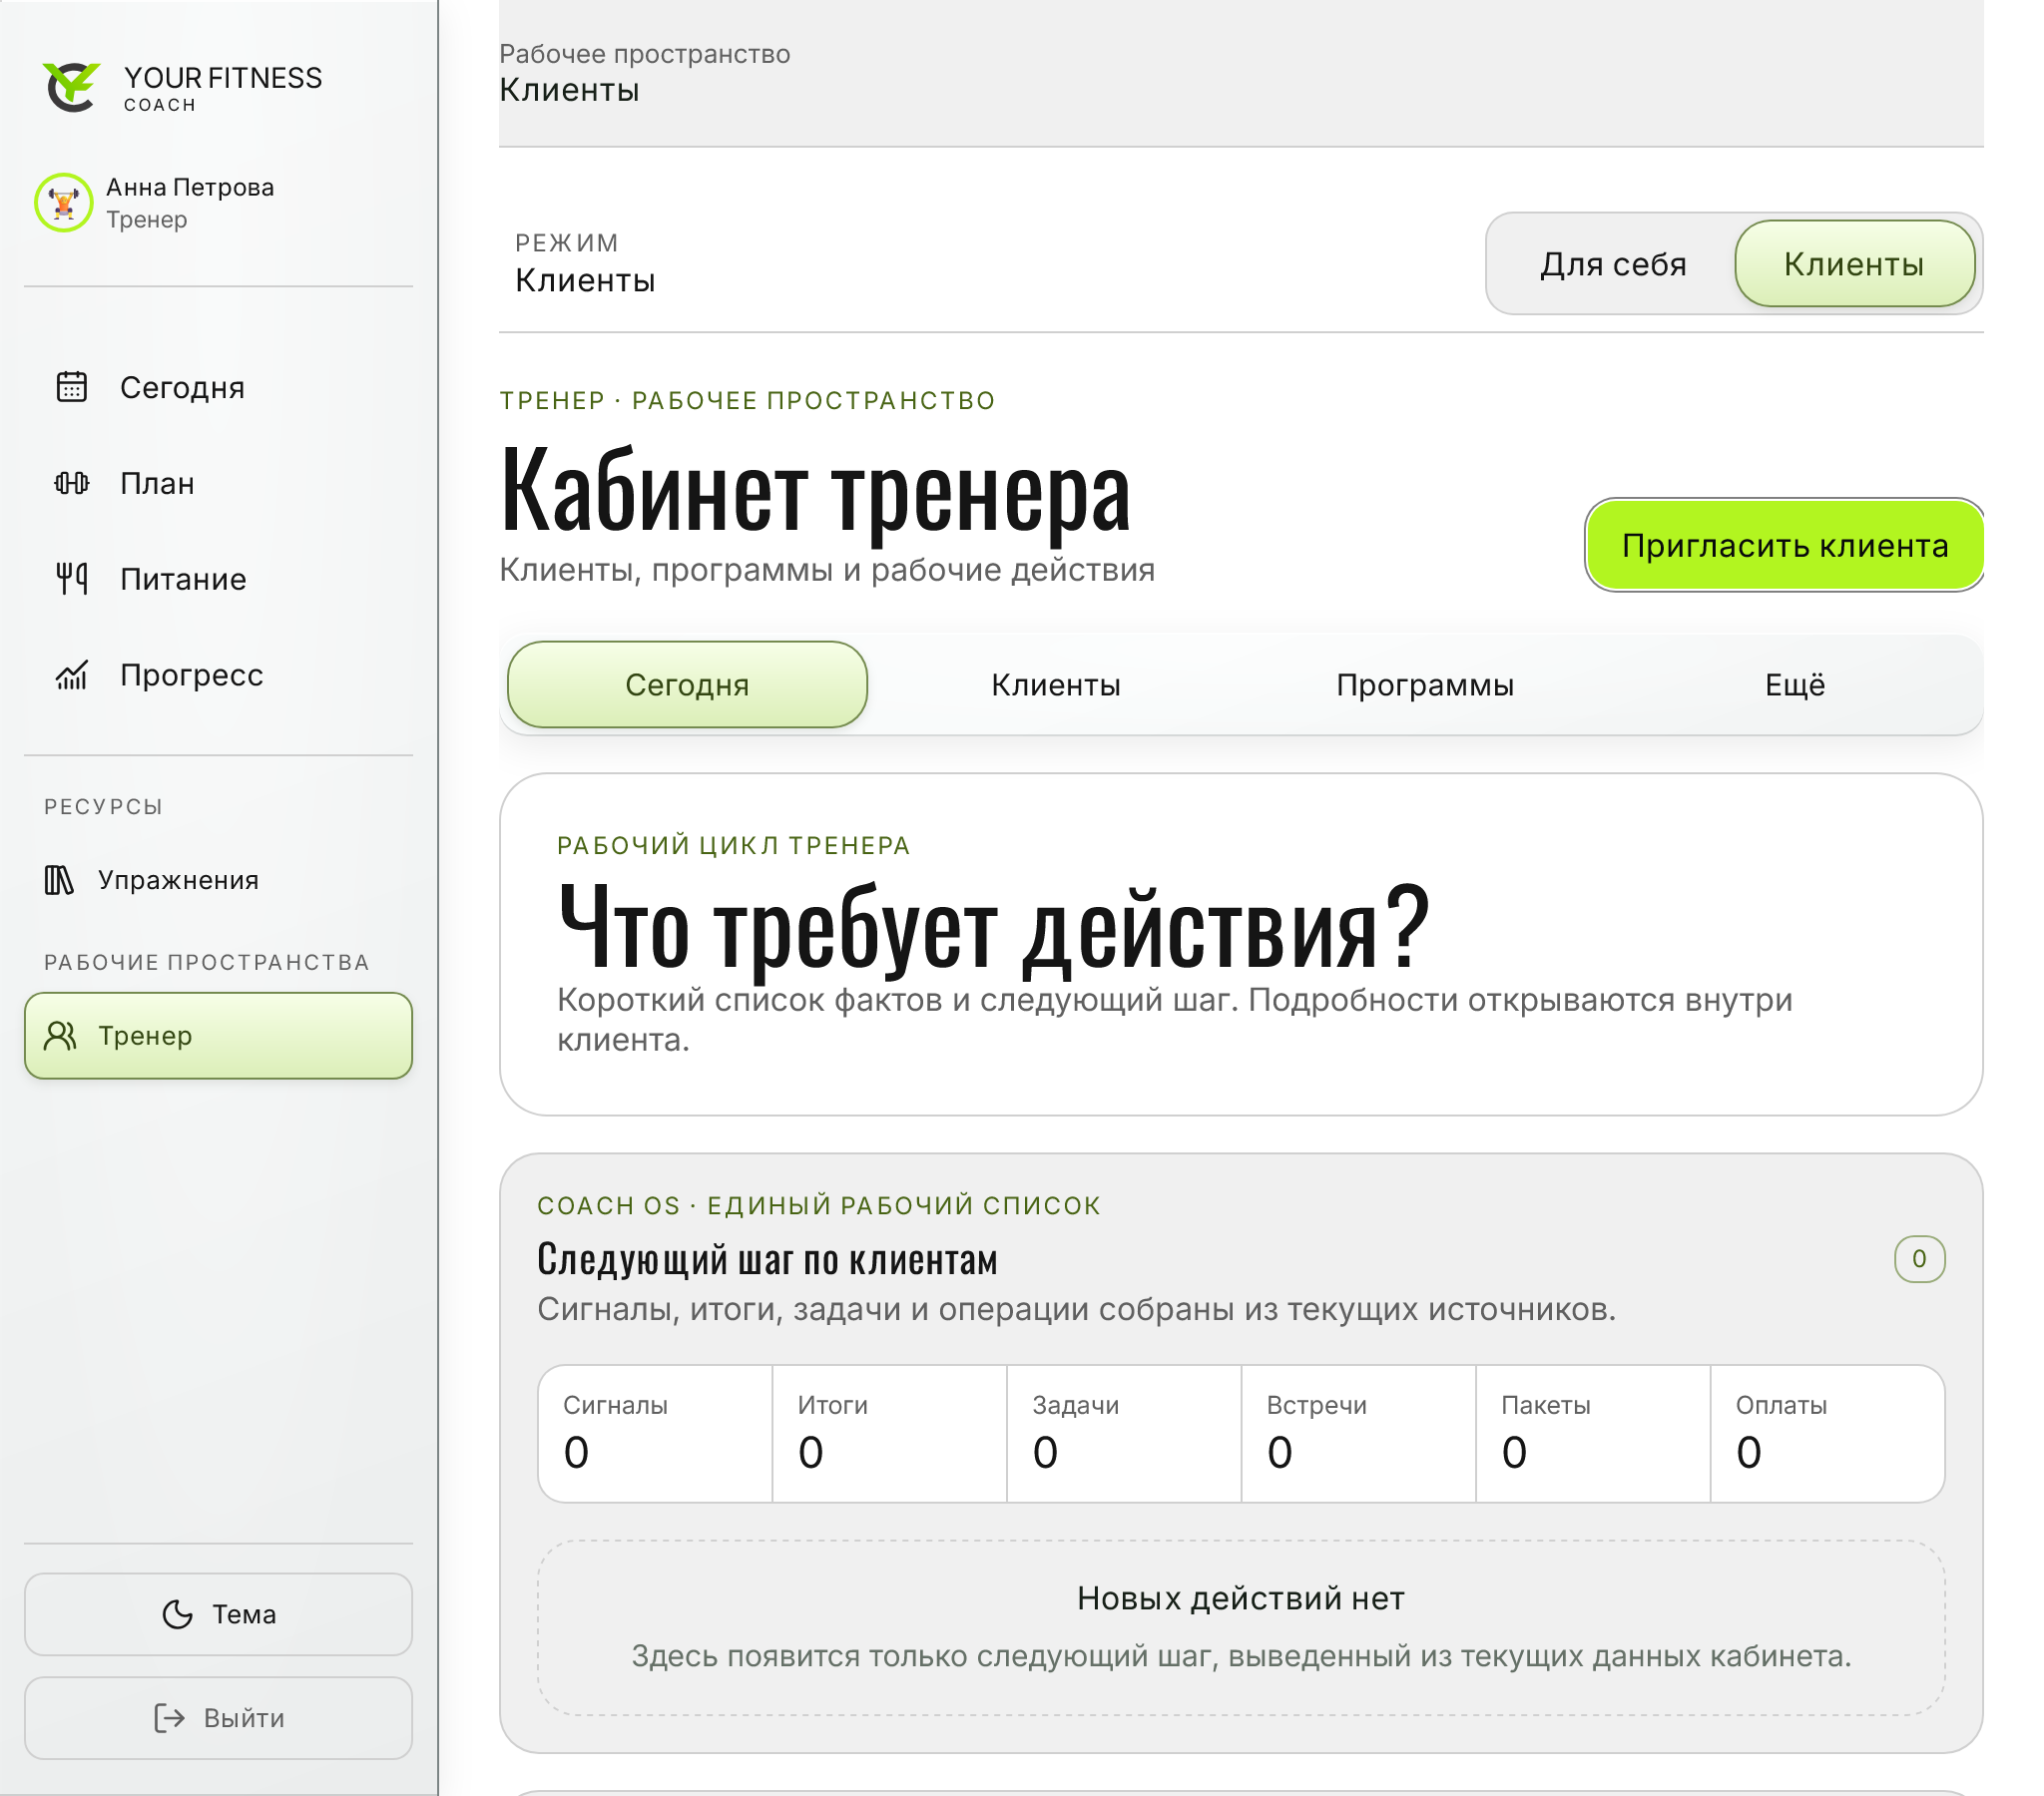 YOUR FITNESS
COACH
Анна Петрова
Тренер
Сегодня
План
Питание
Прогресс
РЕСУРСЫ
Упражнения
РАБОЧИЕ ПРОСТРАНСТВА
Тренер
Тема
Выйти
Рабочее пространство
Клиенты
РЕЖИМ
Клиенты
Для себя
Клиенты
ТРЕНЕР · РАБОЧЕЕ ПРОСТРАНСТВО
Кабинет тренера
Клиенты, программы и рабочие действия
Пригласить клиента
Сегодня
Клиенты
Программы
Ещё
РАБОЧИЙ ЦИКЛ ТРЕНЕРА
Что требует действия?
Короткий список фактов и следующий шаг. Подробности открываются внутри
клиента.
COACH OS · ЕДИНЫЙ РАБОЧИЙ СПИСОК
Следующий шаг по клиентам
0
Сигналы, итоги, задачи и операции собраны из текущих источников.
Сигналы
0
Итоги
0
Задачи
0
Встречи
0
Пакеты
0
Оплаты
0
Новых действий нет
Здесь появится только следующий шаг, выведенный из текущих данных кабинета.